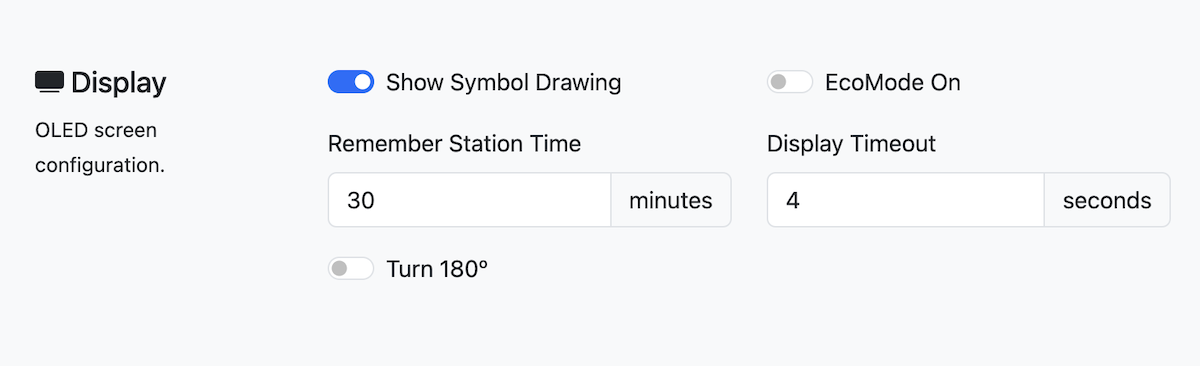 Display
OLED screen
configuration.
Show Symbol Drawing
EcoMode On
Remember Station Time
Display Timeout
30 minutes
4 seconds
Turn 180º